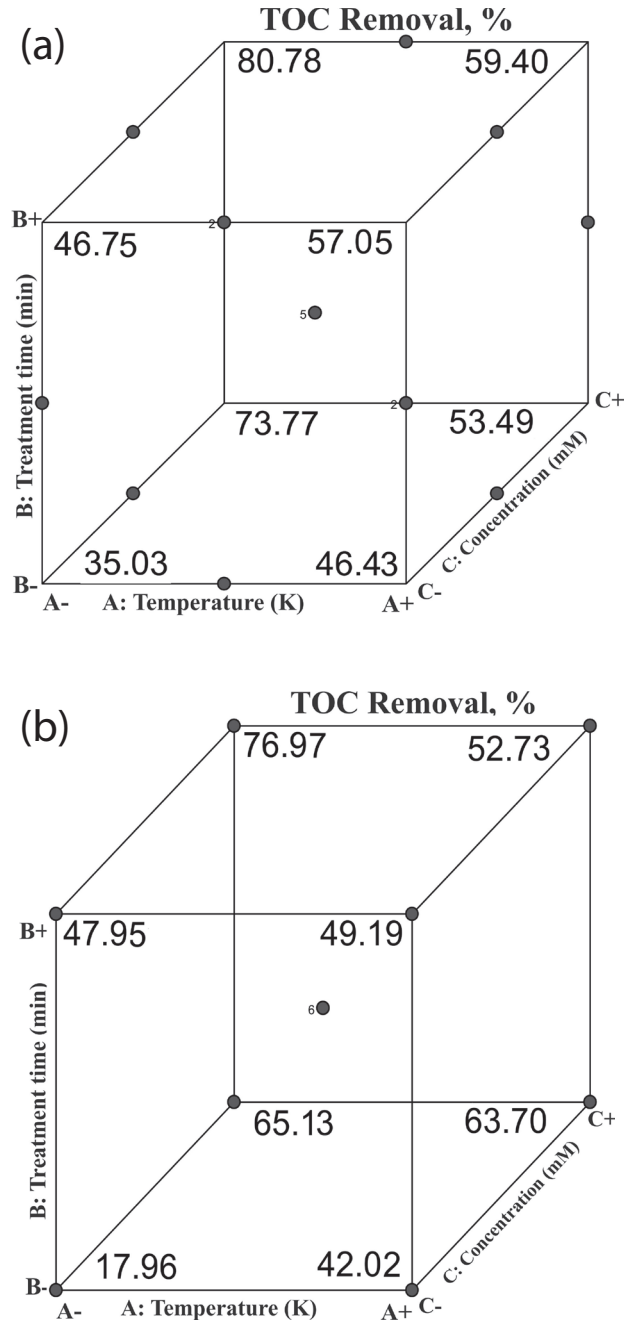 (a)
TOC Removal, %
80.78
59.40
B+
2
46.75
57.05
5
B: Treatment time (min)
2
C+
73.77
53.49
C: Concentration (mM)
35.03
46.43
B-
A-
A: Temperature (K)
A+
C-
(b)
TOC Removal, %
76.97
52.73
B+
47.95
49.19
6
B: Treatment time (min)
65.13
63.70
C+
C: Concentration (mM)
17.96
42.02
B-
A-
A: Temperature (K)
A+
C-